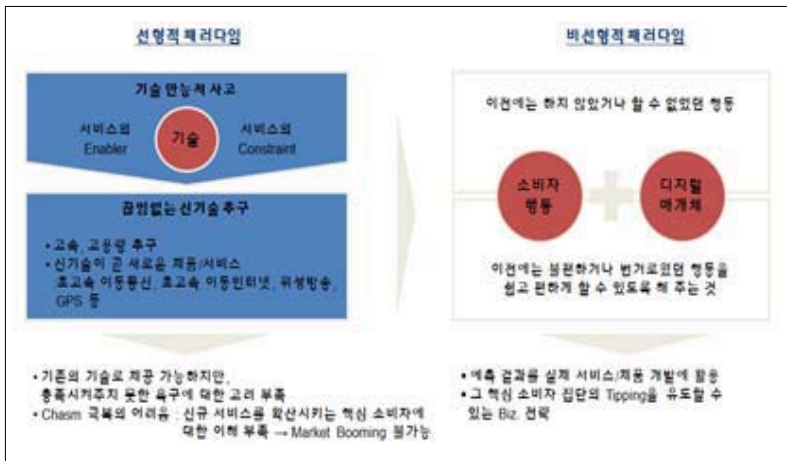 선형적 패러다임
기술 만능적 사고
서비스의
Enabler
기술
서비스의
Constraint
끊임없는 신기술 추구
• 고속, 고용량 추구
• 신기술이 곧 새로운 제품/서비스
초고속 이동통신, 초고속 이동인터넷, 위성방송,
GPS 등
• 기존의 기술로 제공 가능하지만,
충족시켜주지 못한 욕구에 대한 고려 부족
• Chasm 극복의 어려움 : 신규 서비스를 확산시키는 핵심 소비자에
대한 이해 부족 → Market Booming 불가능
비선형적 패러다임
이전에는 하지 않았거나 할 수 없었던 행동
소비자
행동
디지털
매개체
이전에는 불편하거나 번거로웠던 행동을
쉽고 편하게 할 수 있도록 해 주는 것
• 예측 결과를 실제 서비스/제품 개발에 활용
• 그 핵심 소비자 집단의 Tipping을 유도할 수
있는 Biz. 전략